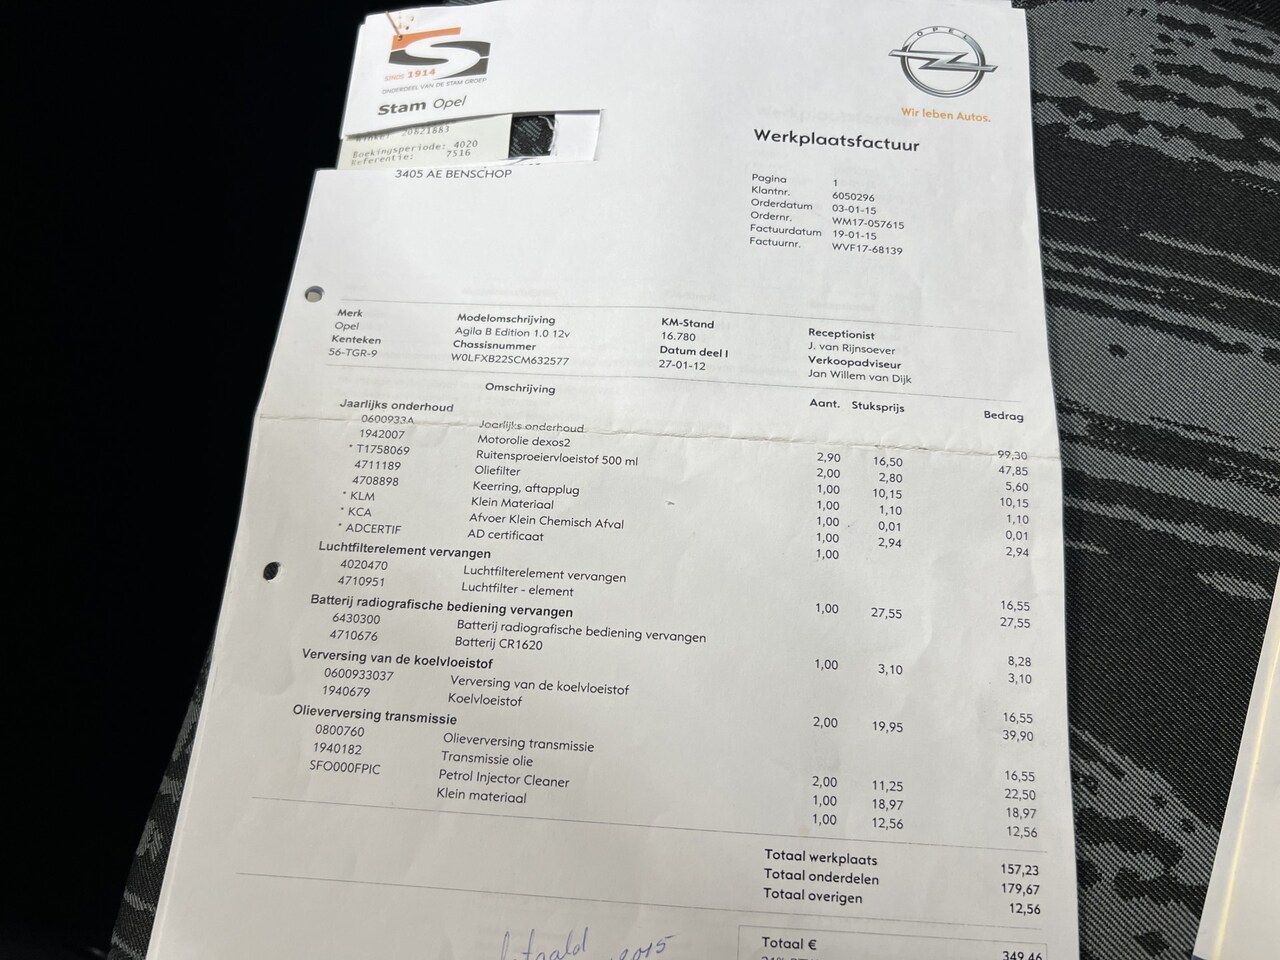 SINDS 1914
ONDERDEEL VAN DE STAM GROEP
Stam Opel
OPEL
Wir leben Autos.
20821883
Boekingsperiode: 4020
Referentie: 7516
3405 AE BENSCHOP
Werkplaatsfactuur
Pagina 1
Klantnr. 6050296
Orderdatum 03-01-15
Ordernr. WM17-057615
Factuurdatum 19-01-15
Factuurnr. WVF17-68139
Merk Modelomschrijving KM-Stand Receptionist
Opel Agila B Edition 1.0 12v 16.780 J. van Rijnsoever
Kenteken Chassisnummer Datum deel I Verkoopadviseur
56-TGR-9 W0LFXB22SCM632577 27-01-12 Jan Willem van Dijk
Omschrijving Aant. Stuksprijs Bedrag
Jaarlijks onderhoud
0600933A Jaarlijks onderhoud 99,30
1942007 Motorolie dexos2 2,90 16,50 47,85
* T1758069 Ruitensproeiervloeistof 500 ml 2,00 2,80 5,60
4711189 Oliefilter 1,00 10,15 10,15
4708898 Keerring, aftapplug 1,00 1,10 1,10
* KLM Klein Materiaal 1,00 0,01 0,01
* KCA Afvoer Klein Chemisch Afval 1,00 2,94 2,94
* ADCERTIF AD certificaat 1,00
Luchtfilterelement vervangen
4020470 Luchtfilterelement vervangen 16,55
4710951 Luchtfilter - element 1,00 27,55 27,55
Batterij radiografische bediening vervangen
6430300 Batterij radiografische bediening vervangen 8,28
4710676 Batterij CR1620 1,00 3,10 3,10
Verversing van de koelvloeistof
0600933037 Verversing van de koelvloeistof 16,55
1940679 Koelvloeistof 2,00 19,95 39,90
Olieverversing transmissie
0800760 Olieverversing transmissie 16,55
1940182 Transmissie olie 2,00 11,25 22,50
SFO000FPIC Petrol Injector Cleaner 1,00 18,97 18,97
Klein materiaal 1,00 12,56 12,56
Totaal werkplaats 157,23
Totaal onderdelen 179,67
Totaal overigen 12,56
Totaal € 349,46
betaald 2015